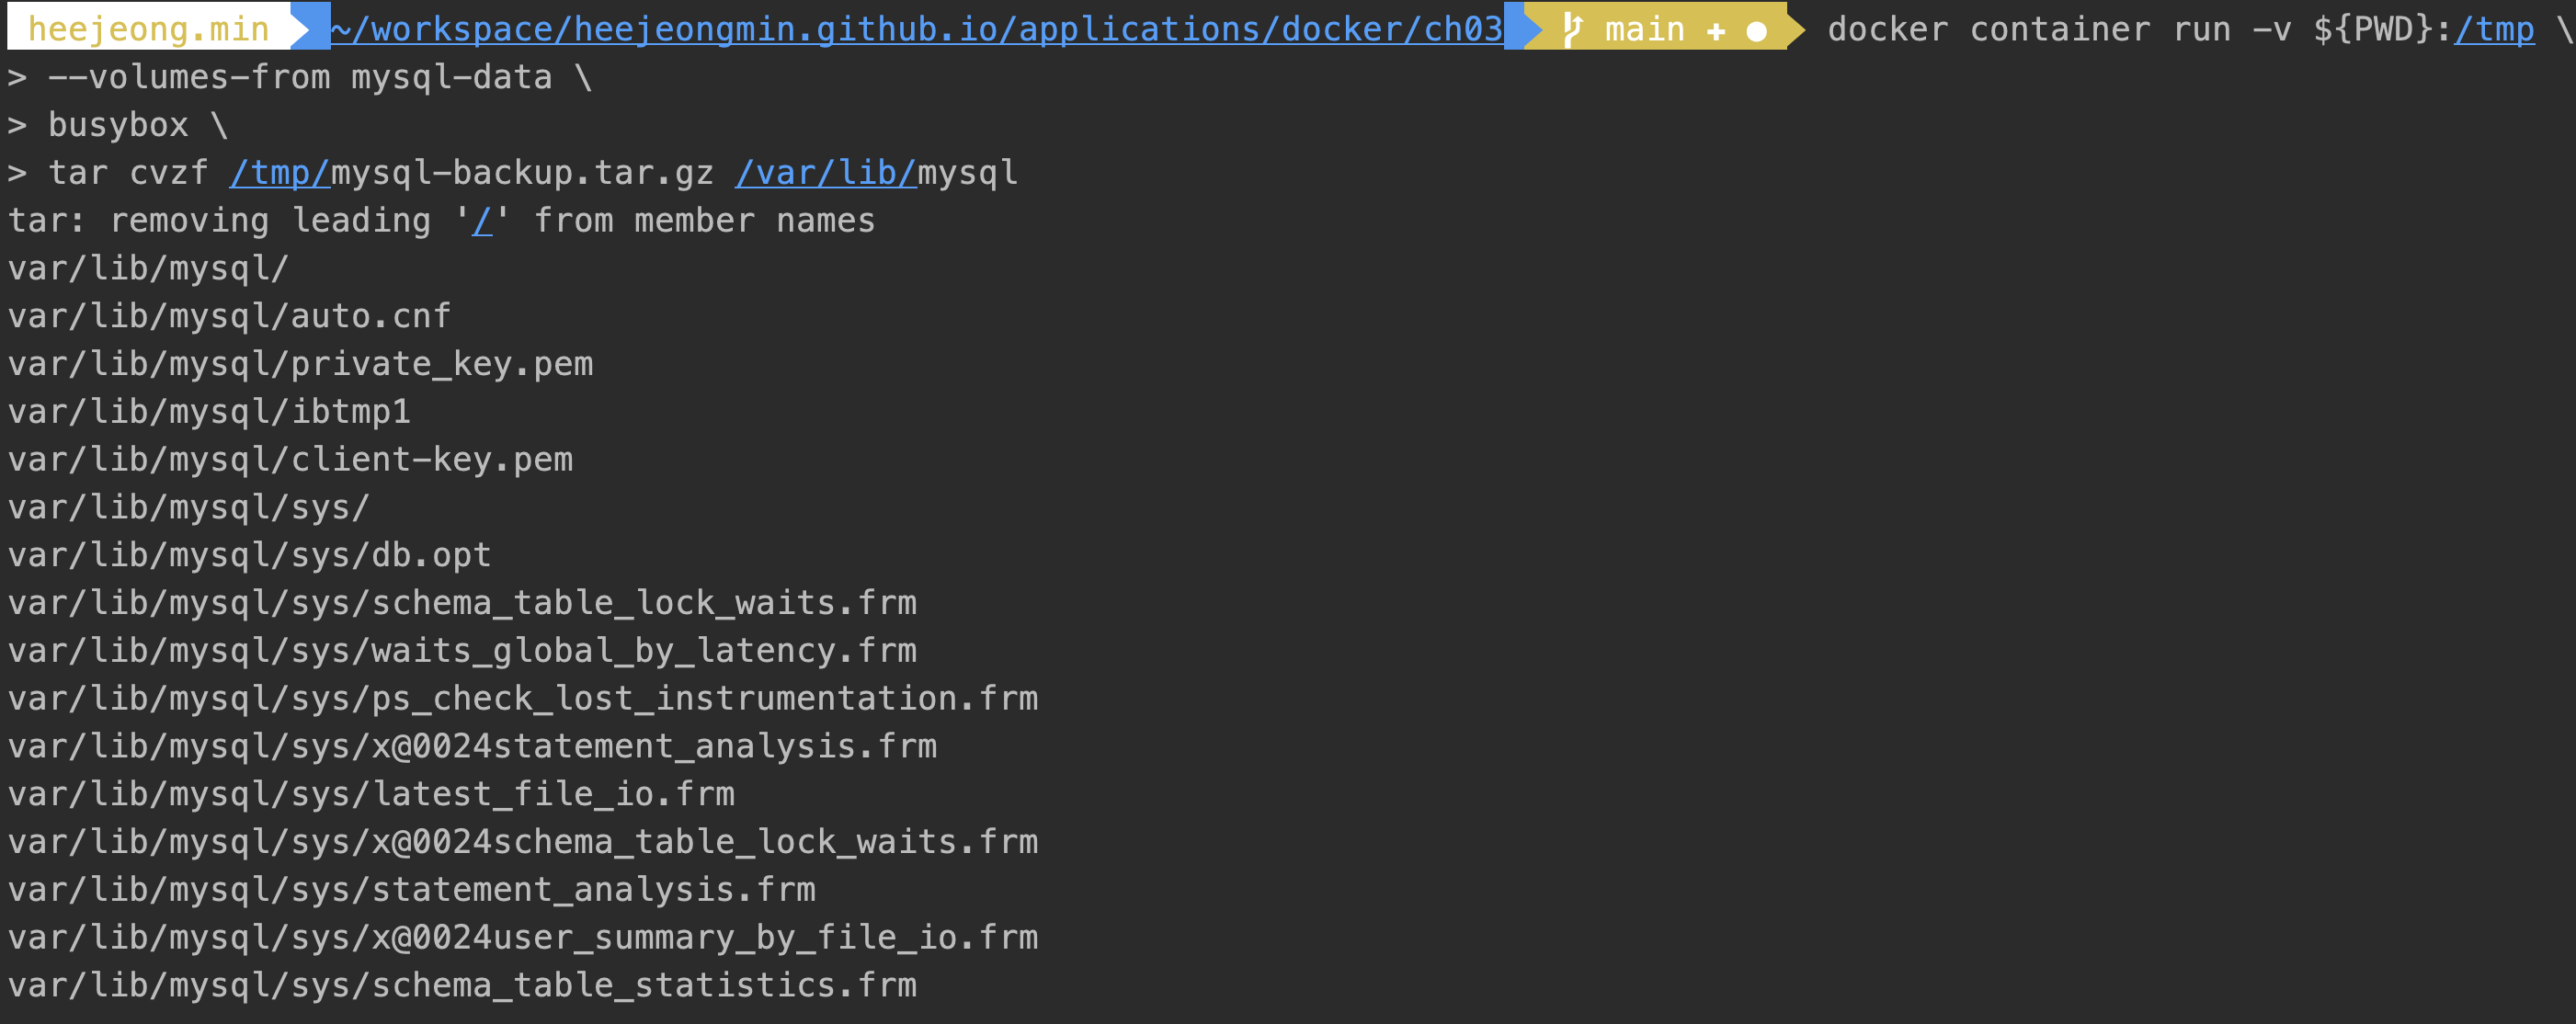 heejeong.min ~/workspace/heejeongmin.github.io/applications/docker/ch03 main + ● docker container run -v ${PWD}:/tmp \
> --volumes-from mysql-data \
> busybox \
> tar cvzf /tmp/mysql-backup.tar.gz /var/lib/mysql
tar: removing leading '/' from member names
var/lib/mysql/
var/lib/mysql/auto.cnf
var/lib/mysql/private_key.pem
var/lib/mysql/ibtmp1
var/lib/mysql/client-key.pem
var/lib/mysql/sys/
var/lib/mysql/sys/db.opt
var/lib/mysql/sys/schema_table_lock_waits.frm
var/lib/mysql/sys/waits_global_by_latency.frm
var/lib/mysql/sys/ps_check_lost_instrumentation.frm
var/lib/mysql/sys/x@0024statement_analysis.frm
var/lib/mysql/sys/latest_file_io.frm
var/lib/mysql/sys/x@0024schema_table_lock_waits.frm
var/lib/mysql/sys/statement_analysis.frm
var/lib/mysql/sys/x@0024user_summary_by_file_io.frm
var/lib/mysql/sys/schema_table_statistics.frm